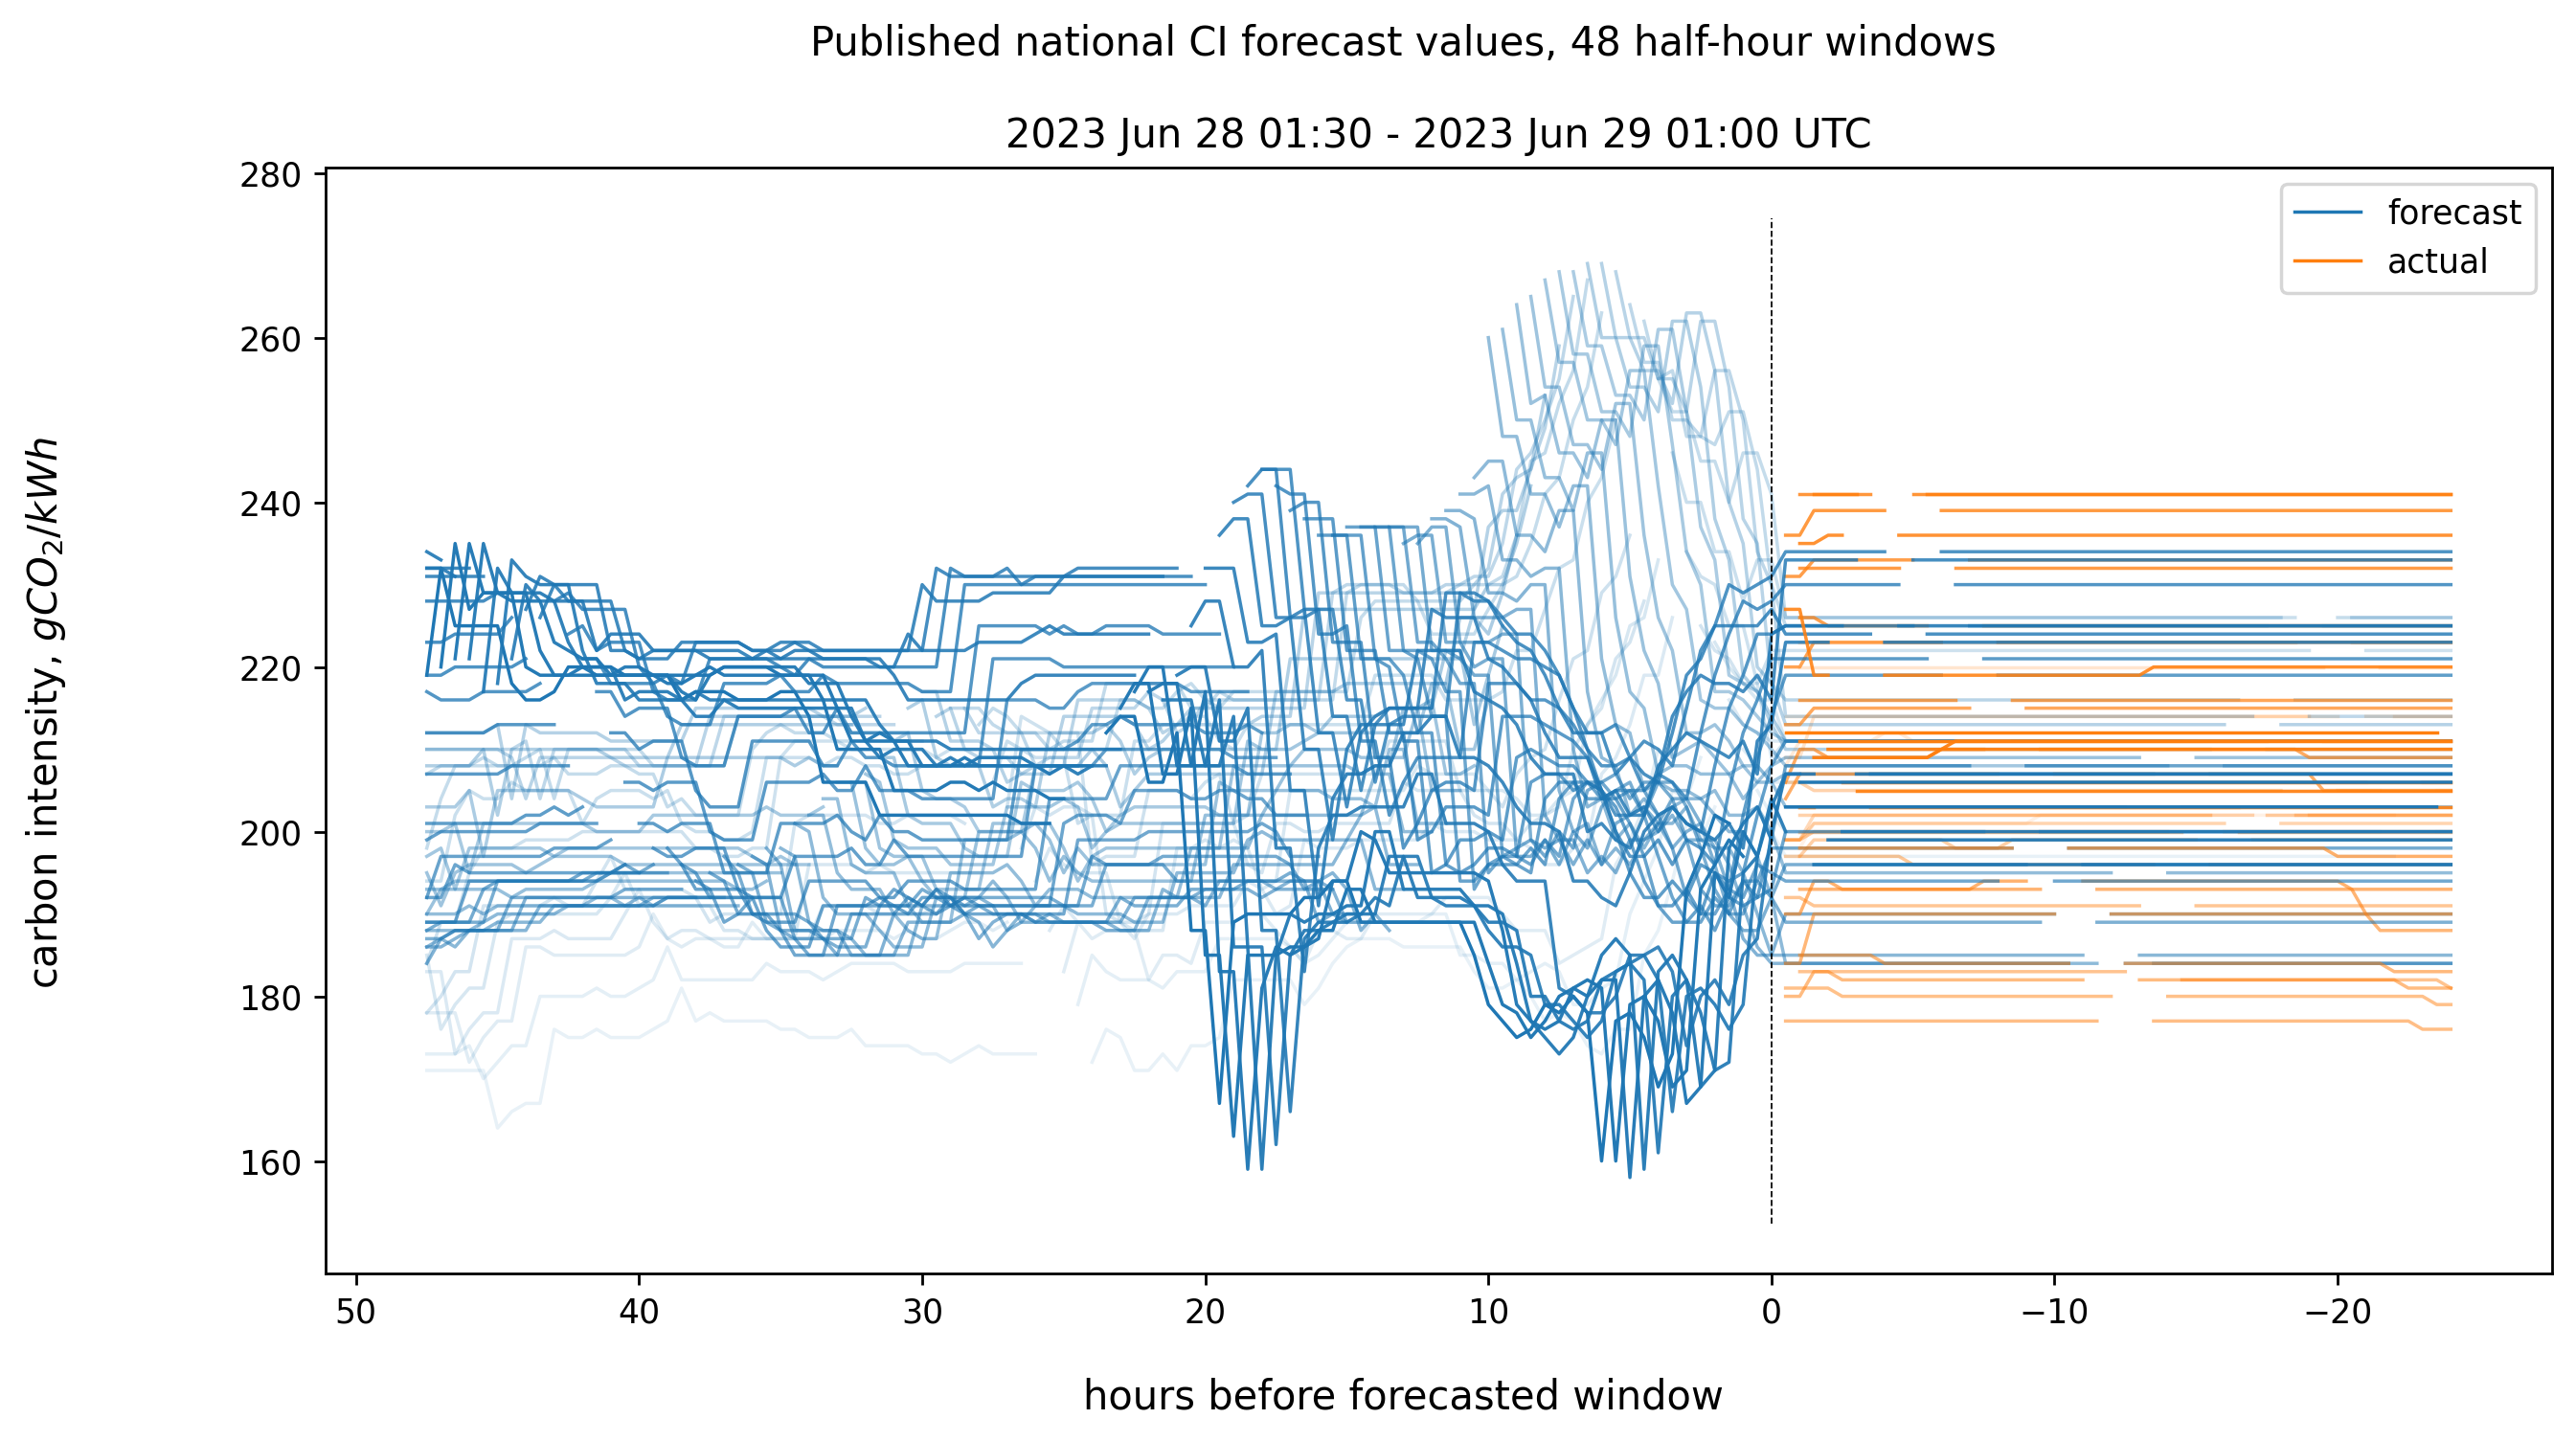 Published national CI forecast values, 48 half-hour windows
2023 Jun 28 01:30 - 2023 Jun 29 01:00 UTC
280
260
240
220
200
180
160
carbon intensity, gCO₂/kWh
forecast
actual
50 40 30 20 10 0 −10 −20
hours before forecasted window